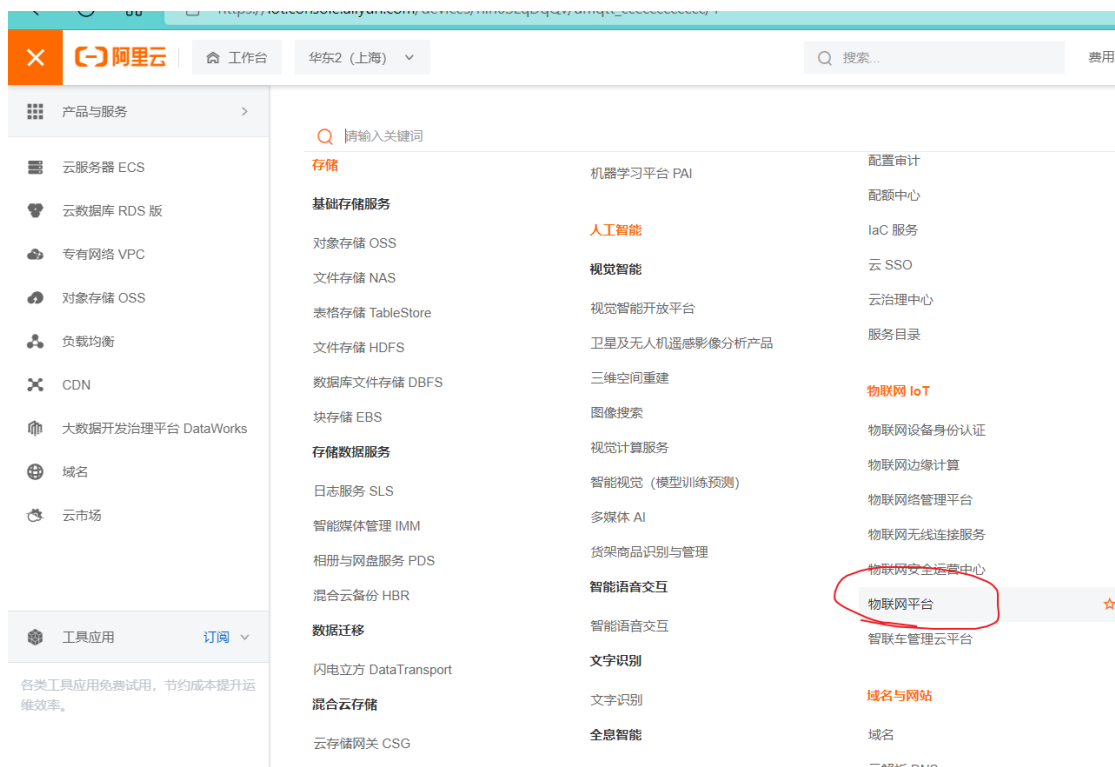 阿里云
工作台
华东2（上海）
搜索...
费用
产品与服务
云服务器 ECS
云数据库 RDS 版
专有网络 VPC
对象存储 OSS
负载均衡
CDN
大数据开发治理平台 DataWorks
域名
云市场
工具应用
订阅
各类工具应用免费试用，节约成本提升运
维效率。
请输入关键词
存储
基础存储服务
对象存储 OSS
文件存储 NAS
表格存储 TableStore
文件存储 HDFS
数据库文件存储 DBFS
块存储 EBS
存储数据服务
日志服务 SLS
智能媒体管理 IMM
相册与网盘服务 PDS
混合云备份 HBR
数据迁移
闪电立方 DataTransport
混合云存储
云存储网关 CSG
机器学习平台 PAI
人工智能
视觉智能
视觉智能开放平台
卫星及无人机遥感影像分析产品
三维空间重建
图像搜索
视觉计算服务
智能视觉（模型训练预测）
多媒体 AI
货架商品识别与管理
智能语音交互
智能语音交互
文字识别
文字识别
全息智能
配置审计
配额中心
IaC 服务
云 SSO
云治理中心
服务目录
物联网 IoT
物联网设备身份认证
物联网边缘计算
物联网络管理平台
物联网无线连接服务
物联网安全运营中心
物联网平台
智联车管理云平台
域名与网站
域名